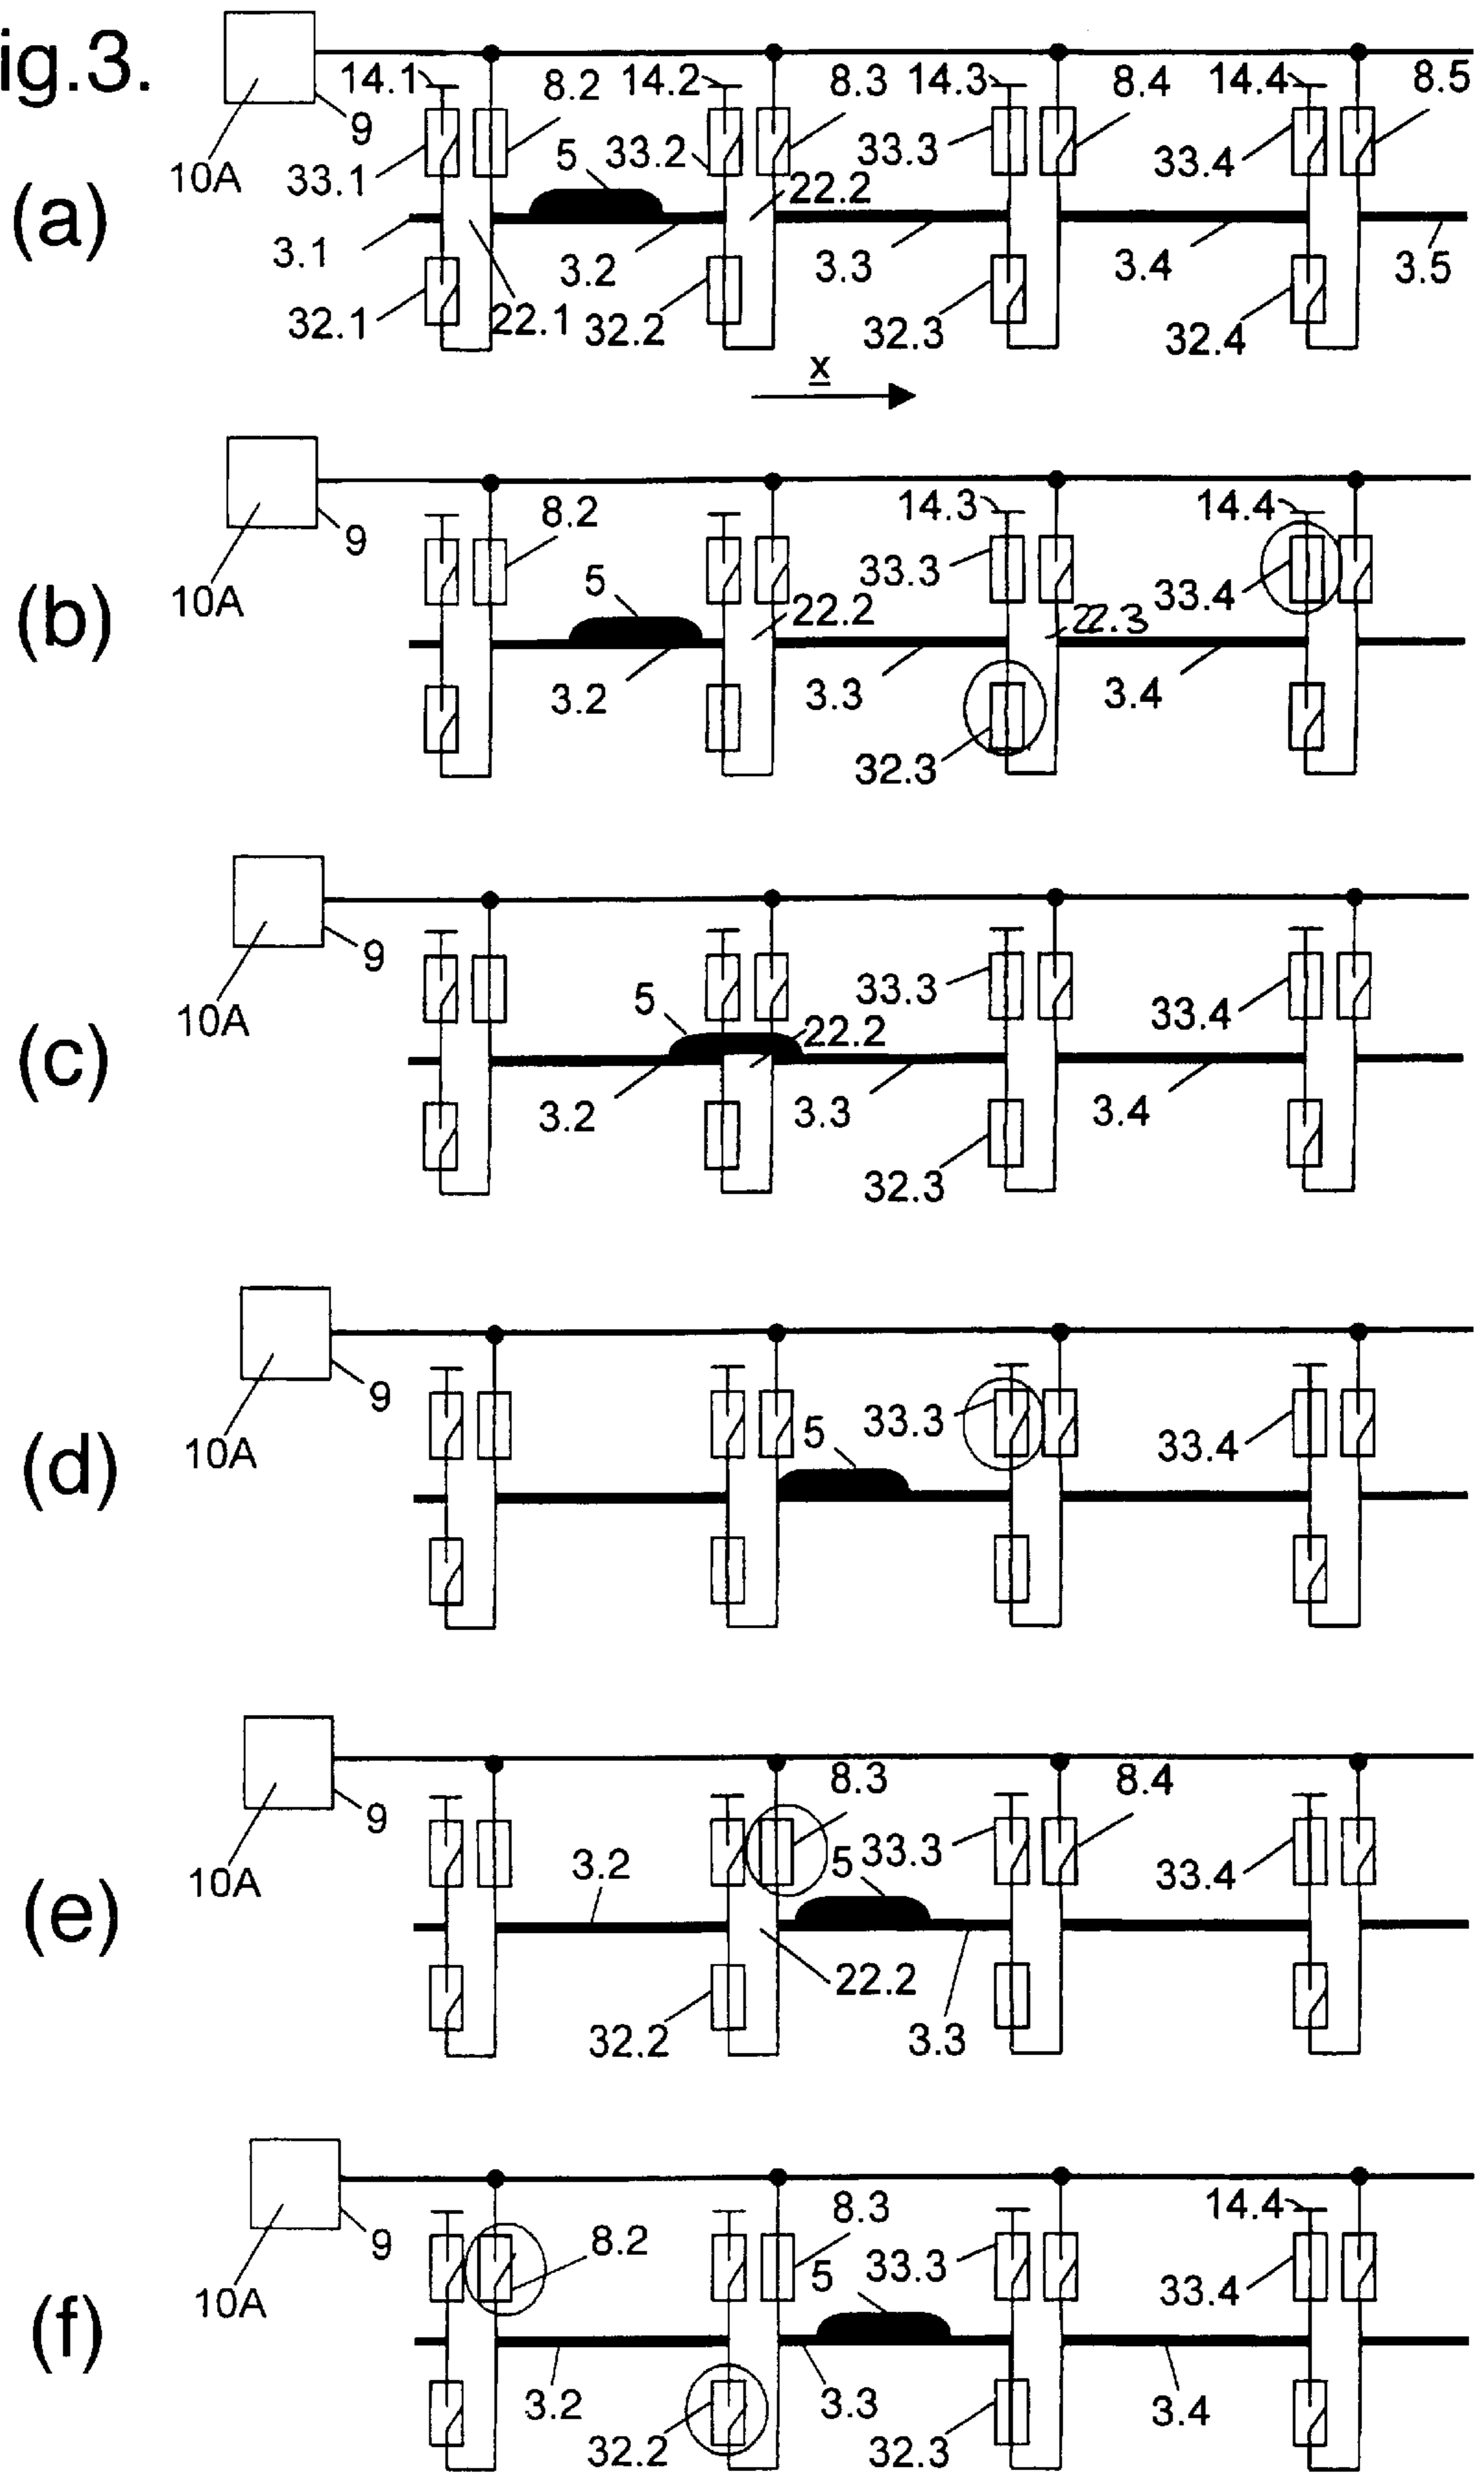 ig.3.
14.1 8.2 14.2 8.3 14.3 8.4 14.4 8.5
9 5 33.2 33.3 33.4
10A 33.1 22.2
(a)
3.1 3.2 3.3 3.4 3.5
32.1 22.1 32.2 32.3 32.4
x
14.3 14.4
9 8.2 5 33.3 33.4
10A 22.2 22.3
(b)
3.2 3.3 3.4
32.3
9 5 33.3 33.4
10A 22.2
(c)
3.2 3.3 3.4
32.3
9 5 33.3 33.4
10A
(d)
8.3 8.4
9 3.2 5 33.3 33.4
10A
(e)
22.2
32.2 3.3
8.3 14.4
9 8.2 5 33.3 33.4
10A
(f)
3.2 3.3 3.4
32.2 32.3